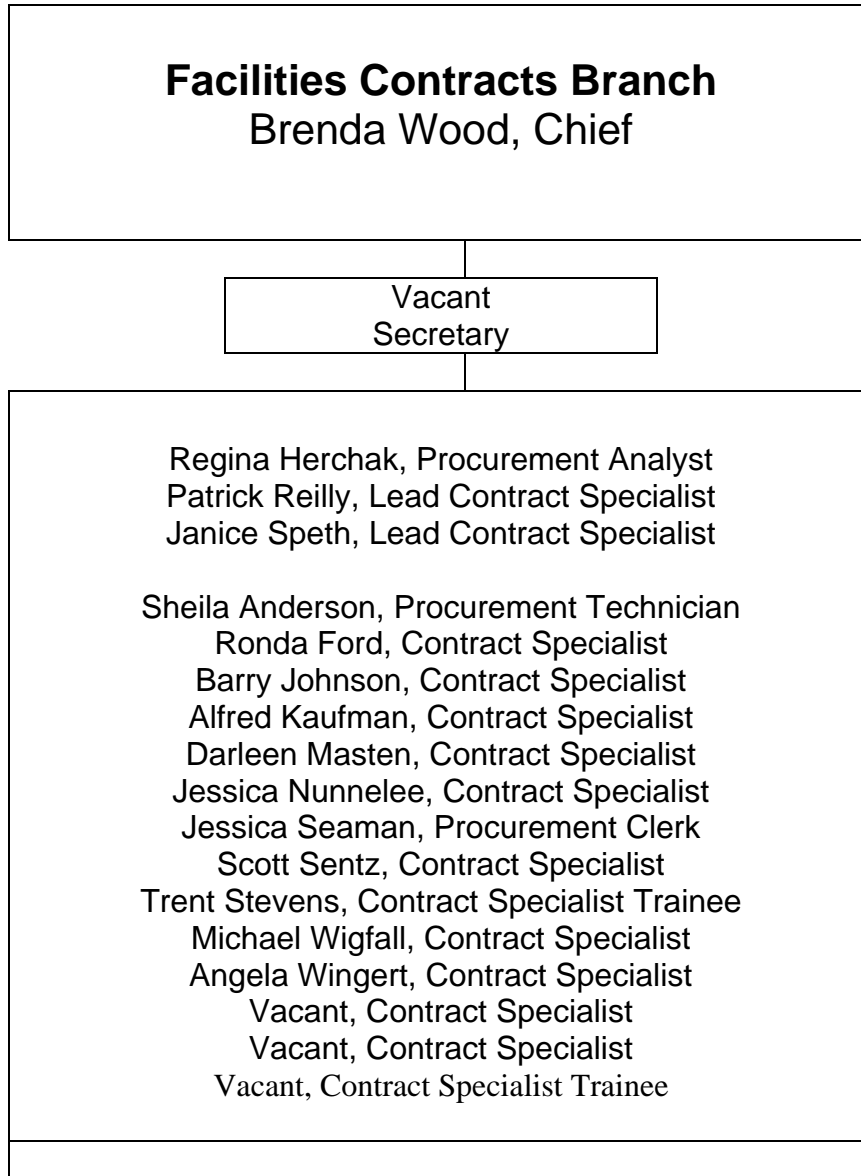 Facilities Contracts Branch
Brenda Wood, Chief
Vacant
Secretary
Regina Herchak, Procurement Analyst
Patrick Reilly, Lead Contract Specialist
Janice Speth, Lead Contract Specialist
Sheila Anderson, Procurement Technician
Ronda Ford, Contract Specialist
Barry Johnson, Contract Specialist
Alfred Kaufman, Contract Specialist
Darleen Masten, Contract Specialist
Jessica Nunnelee, Contract Specialist
Jessica Seaman, Procurement Clerk
Scott Sentz, Contract Specialist
Trent Stevens, Contract Specialist Trainee
Michael Wigfall, Contract Specialist
Angela Wingert, Contract Specialist
Vacant, Contract Specialist
Vacant, Contract Specialist
Vacant, Contract Specialist Trainee